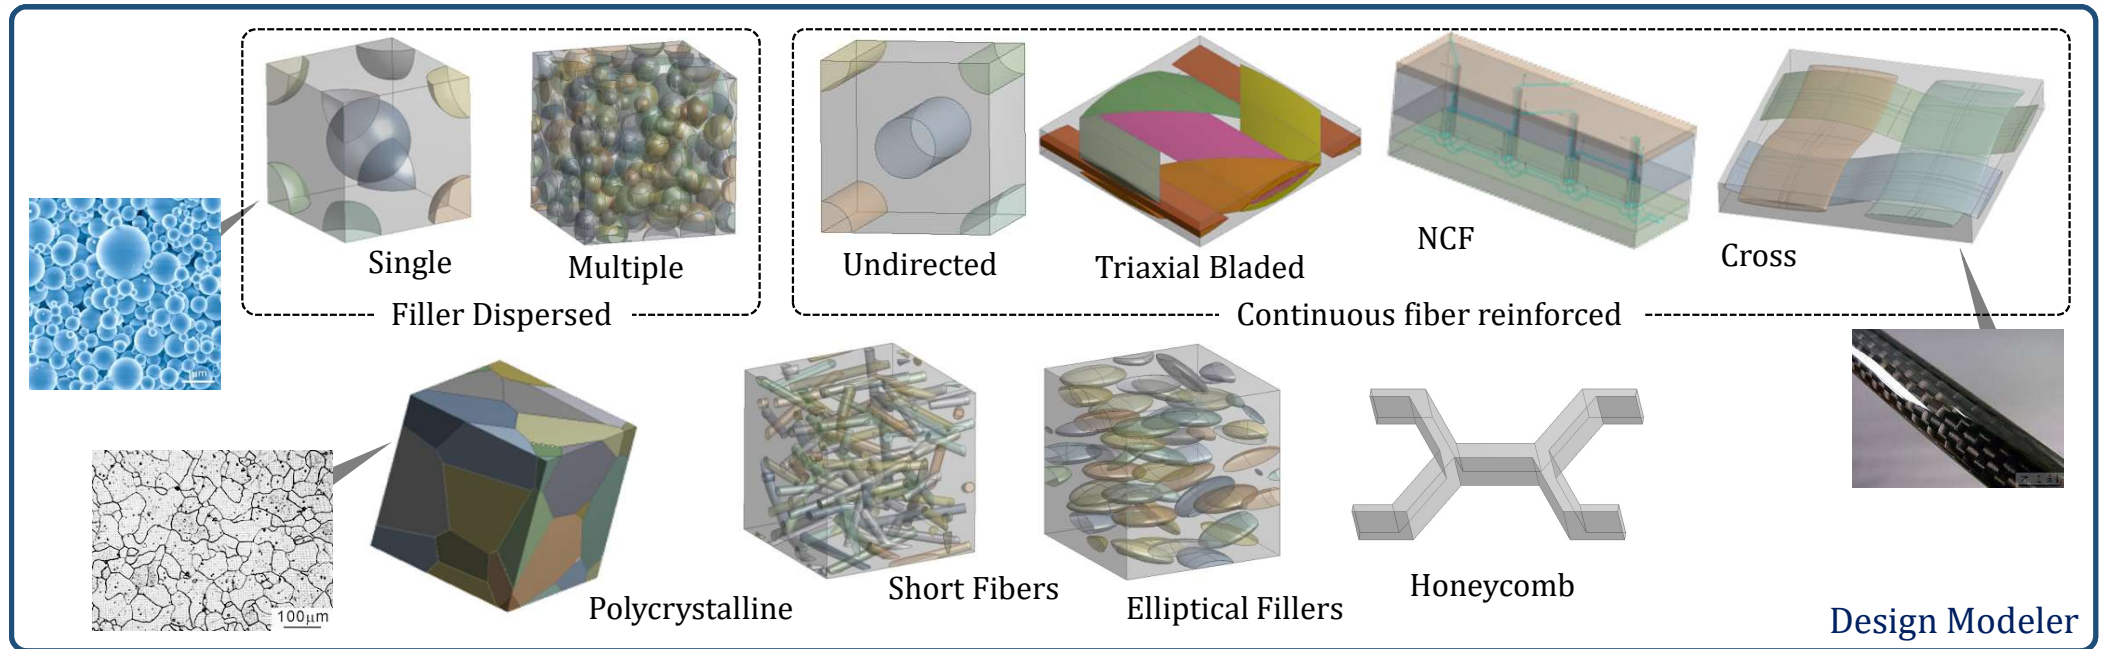 Single
Multiple
Filler Dispersed
Undirected
Triaxial Bladed
NCF
Cross
Continuous fiber reinforced
μm
100μm
Polycrystalline
Short Fibers
Elliptical Fillers
Honeycomb
Design Modeler